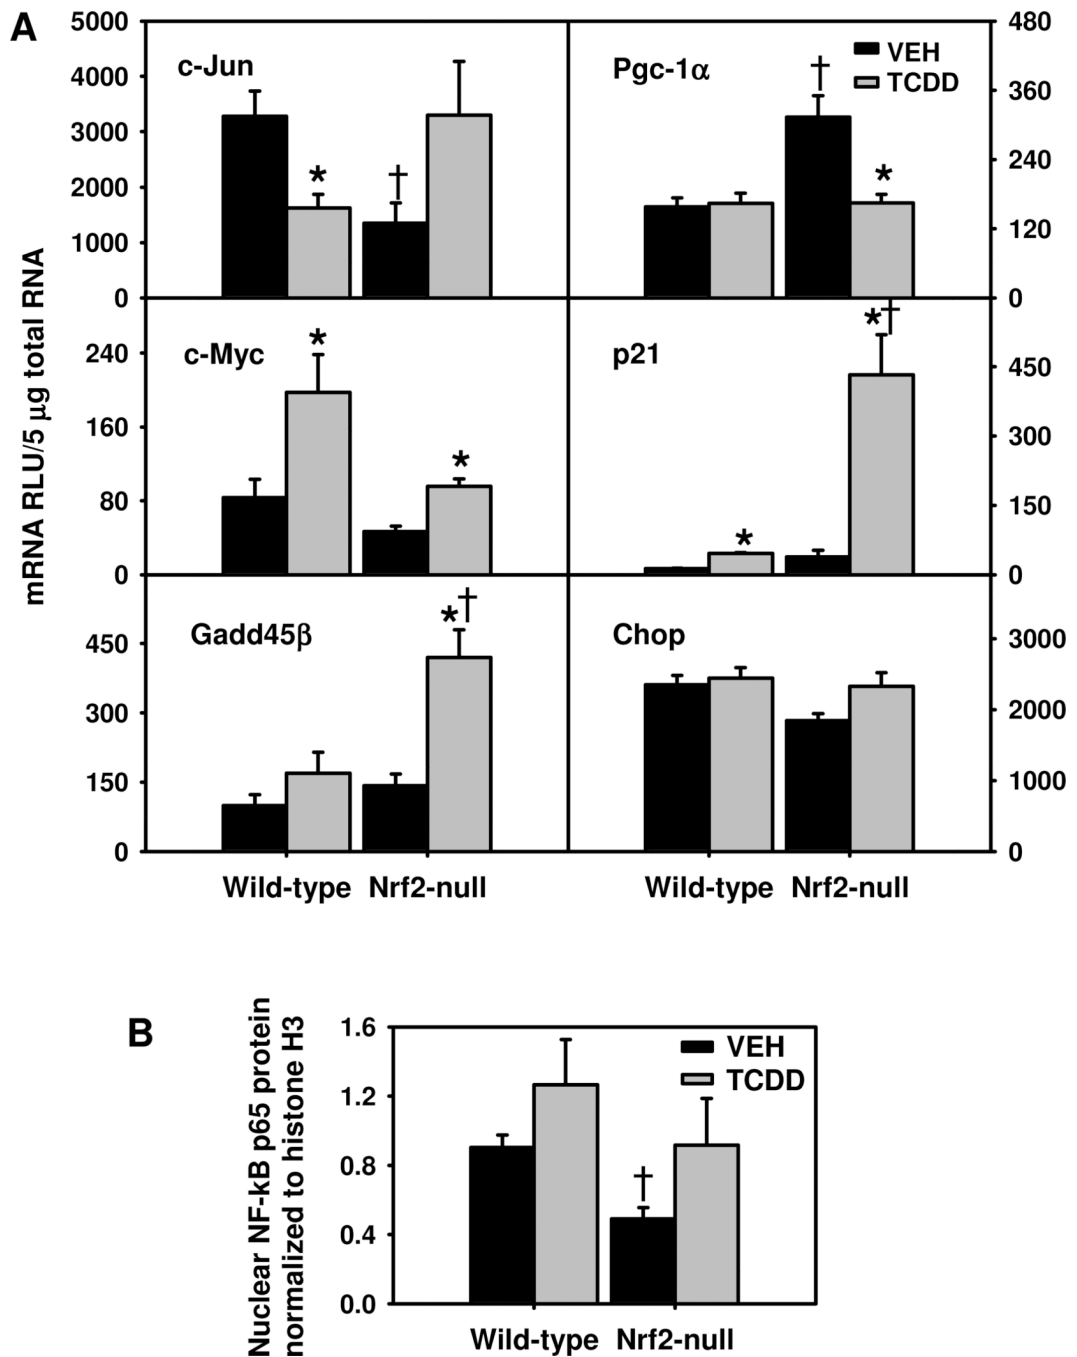 A
mRNA RLU/5 µg total RNA
5000
4000
3000
2000
1000
0
c-Jun
*
†
Pgc-1α
VEH
TCDD
†
*
480
360
240
120
0
240
160
80
0
c-Myc
*
*
p21
*
*†
450
300
150
0
450
300
150
0
Gadd45β
*†
Chop
3000
2000
1000
0
Wild-type Nrf2-null
Wild-type Nrf2-null
B
Nuclear NF-kB p65 protein
normalized to histone H3
1.6
1.2
0.8
0.4
0.0
VEH
TCDD
†
Wild-type Nrf2-null